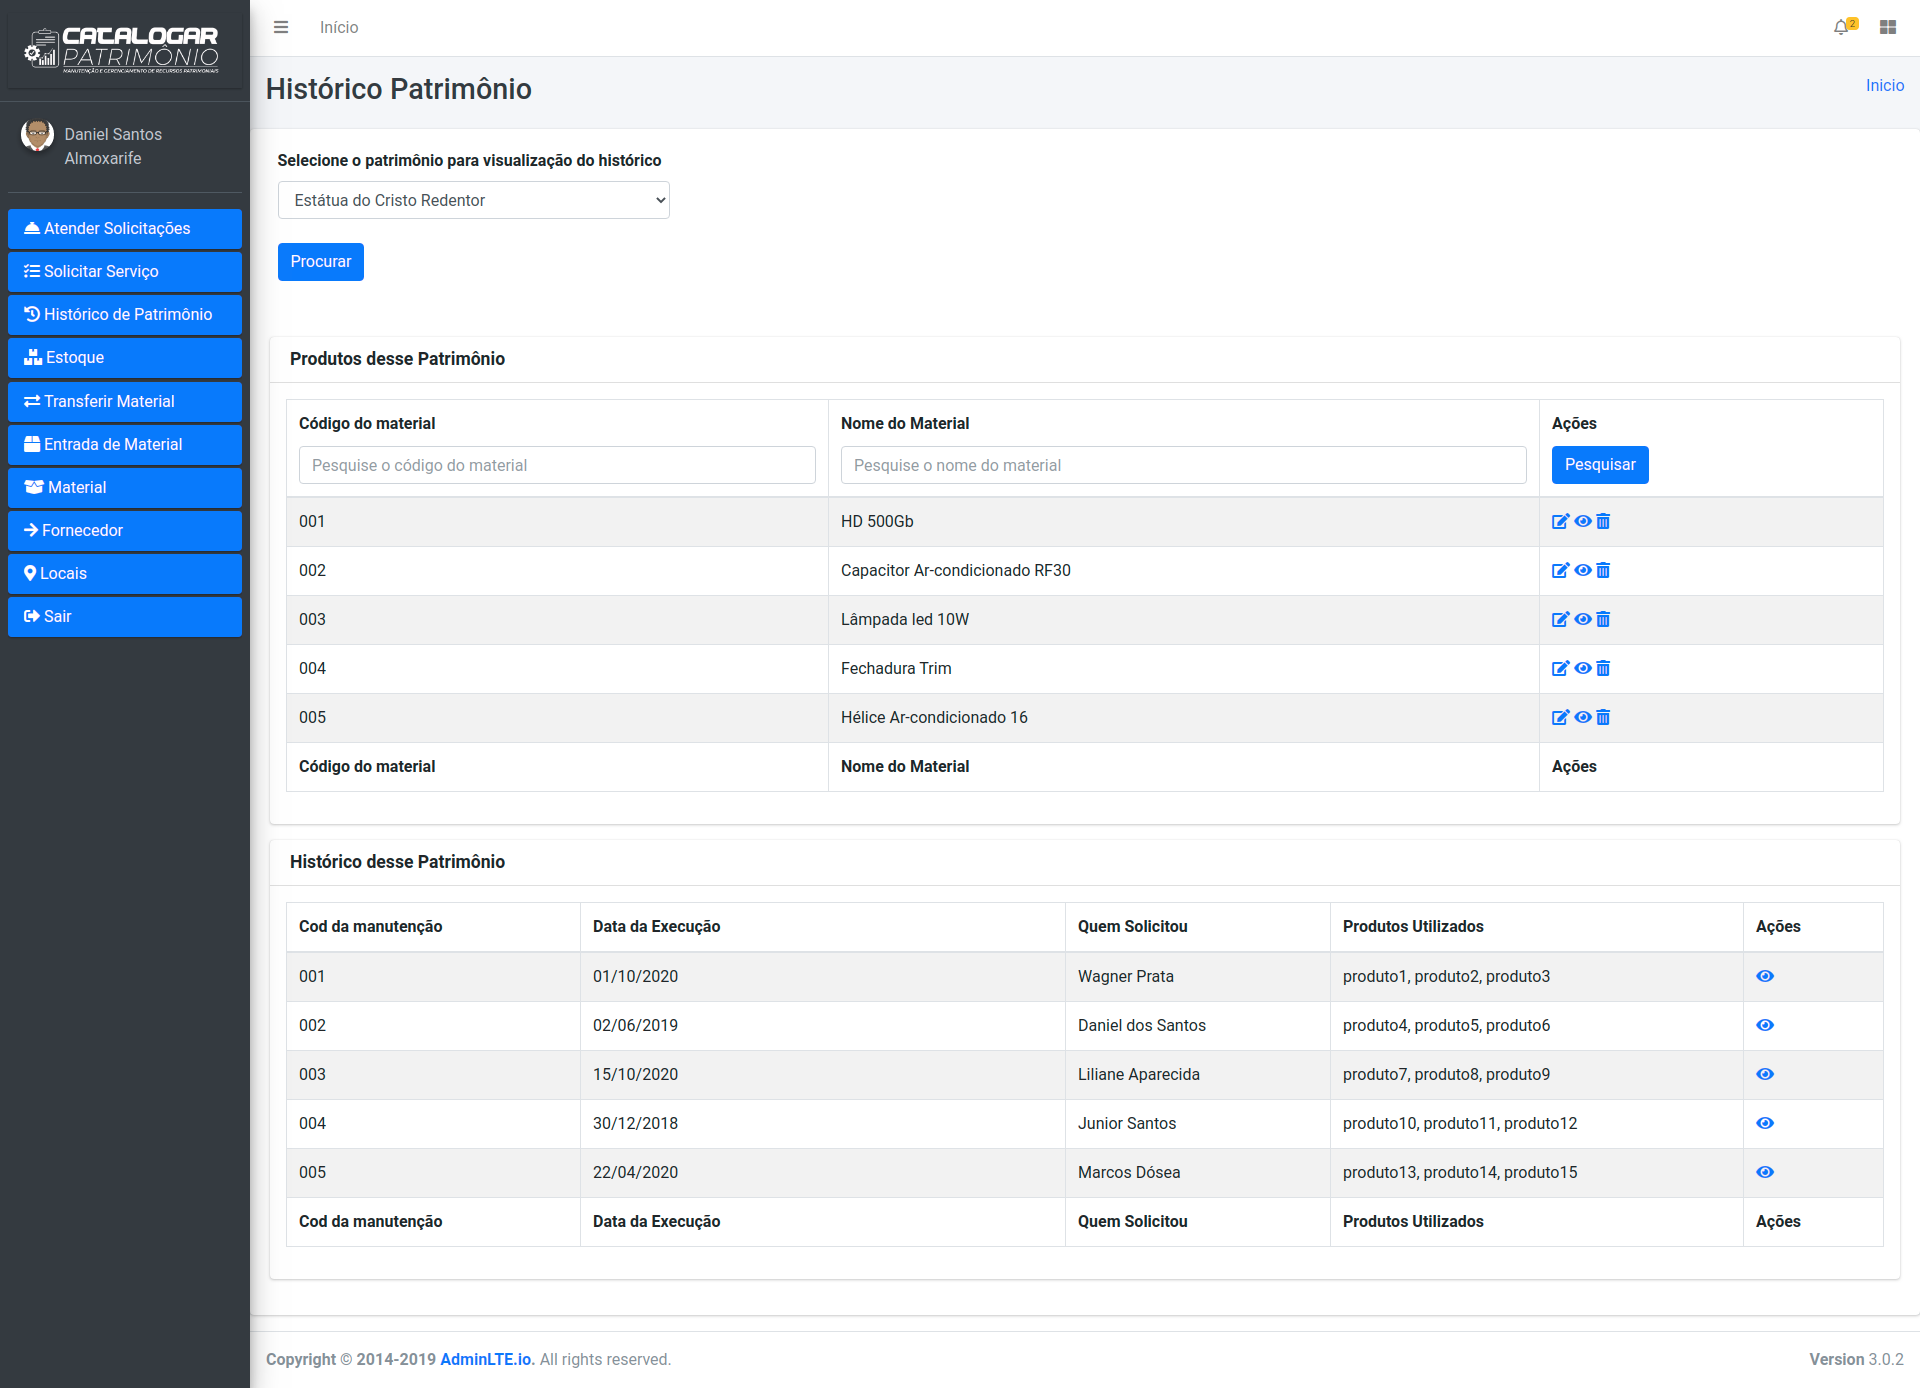 CATALOGAR
PATRIMÔNIO
MANUTENÇÃO E GERENCIAMENTO DE RECURSOS PATRIMONIAIS
Daniel Santos
Almoxarife
Atender Solicitações
Solicitar Serviço
Histórico de Patrimônio
Estoque
Transferir Material
Entrada de Material
Material
Fornecedor
Locais
Sair
Início
2
Histórico Patrimônio
Inicio
Selecione o patrimônio para visualização do histórico
Estátua do Cristo Redentor
Procurar
Produtos desse Patrimônio
Código do material Nome do Material Ações
Pesquise o código do material Pesquise o nome do material Pesquisar
001 HD 500Gb
002 Capacitor Ar-condicionado RF30
003 Lâmpada led 10W
004 Fechadura Trim
005 Hélice Ar-condicionado 16
Código do material Nome do Material Ações
Histórico desse Patrimônio
Cod da manutenção Data da Execução Quem Solicitou Produtos Utilizados Ações
001 01/10/2020 Wagner Prata produto1, produto2, produto3
002 02/06/2019 Daniel dos Santos produto4, produto5, produto6
003 15/10/2020 Liliane Aparecida produto7, produto8, produto9
004 30/12/2018 Junior Santos produto10, produto11, produto12
005 22/04/2020 Marcos Dósea produto13, produto14, produto15
Cod da manutenção Data da Execução Quem Solicitou Produtos Utilizados Ações
Copyright © 2014-2019 AdminLTE.io. All rights reserved. Version 3.0.2